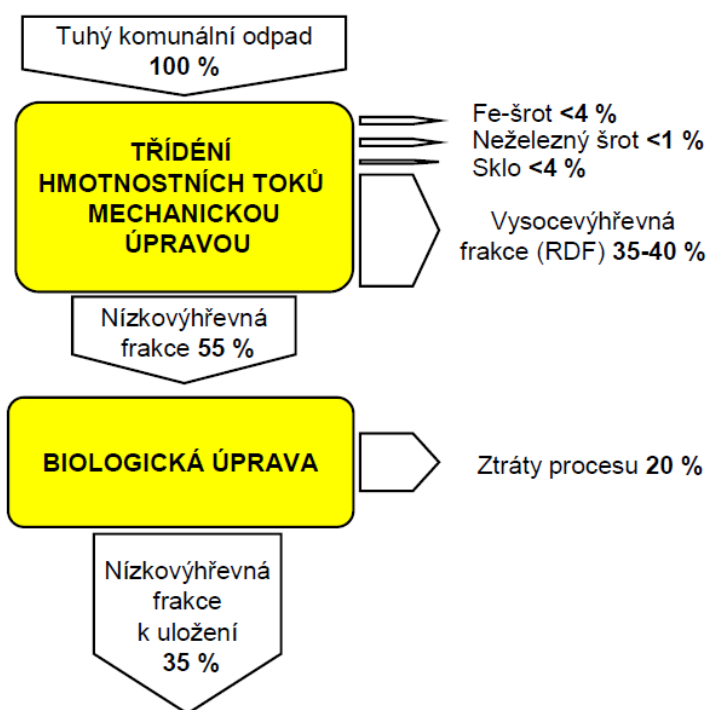 Tuhý komunální odpad
100 %
TŘÍDÉNÍ
HMOTNOSTNÍCH TOKŮ
MECHANICKOU
ÚPRAVOU
Fe-šrot <4 %
Neželezný šrot <1 %
Sklo <4 %
Vysocevýhřevná
frakce (RDF) 35-40 %
Nízkovýhřevná
frakce 55 %
BIOLOGICKÁ ÚPRAVA
Ztráty procesu 20 %
Nízkovýhřevná
frakce
k uložení
35 %